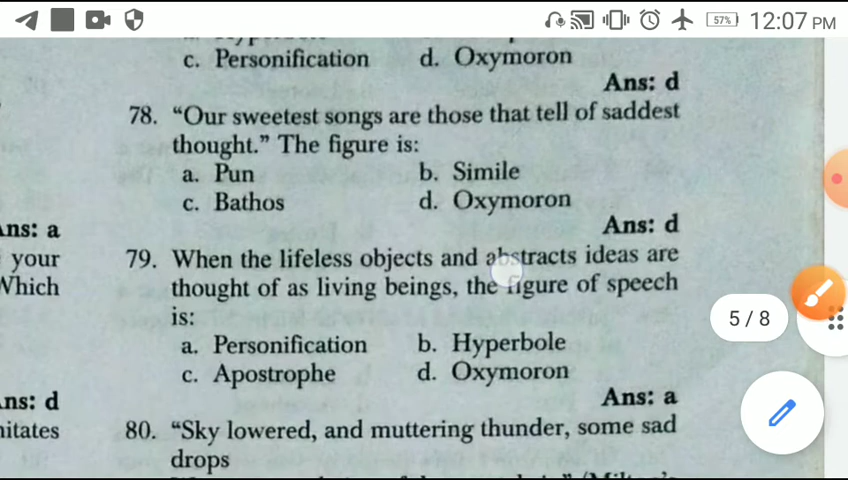 57%
12:07 PM
c. Personification d. Oxymoron
Ans: d
78. "Our sweetest songs are those that tell of saddest
thought." The figure is:
a. Pun b. Simile
c. Bathos d. Oxymoron
Ans: d
79. When the lifeless objects and abstracts ideas are
thought of as living beings, the figure of speech
is:
a. Personification b. Hyperbole
c. Apostrophe d. Oxymoron
Ans: a
80. "Sky lowered, and muttering thunder, some sad
drops
ns: a
your
Which
ns: d
nitates
5 / 8